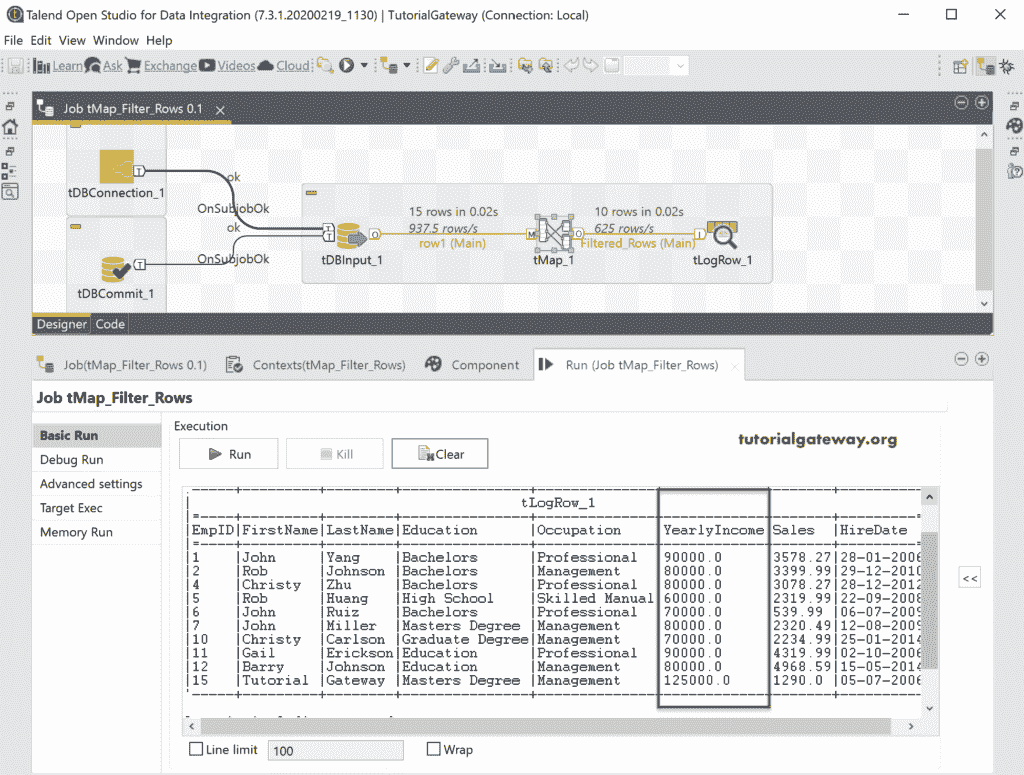 Talend Open Studio for Data Integration (7.3.1.20200219_1130) | TutorialGateway (Connection: Local)
File Edit View Window Help
Learn Ask Exchange Videos Cloud
Job tMap_Filter_Rows 0.1
ok
tDBConnection_1
OnSubjobOk
ok
OnSubjobOk
tDBCommit_1
15 rows in 0.02s
937.5 rows/s
row1 (Main)
tDBInput_1
10 rows in 0.02s
625 rows/s
Filtered_Rows (Main)
tMap_1
tLogRow_1
Designer Code
Job(tMap_Filter_Rows 0.1) Contexts(tMap_Filter_Rows) Component Run (Job tMap_Filter_Rows)
Job tMap_Filter_Rows
Basic Run
Debug Run
Advanced settings
Target Exec
Memory Run
Execution
Run Kill Clear
tutorialgateway.org
tLogRow_1
|EmpID|FirstName|LastName|Education |Occupation |YearlyIncome|Sales |HireDate
|1 |John |Yang |Bachelors |Professional |90000.0 |3578.27|28-01-2006
|2 |Rob |Johnson |Bachelors |Management |80000.0 |3399.99|29-12-2010
|4 |Christy |Zhu |Bachelors |Professional |80000.0 |3078.27|28-12-2012
|5 |Rob |Huang |High School |Skilled Manual|60000.0 |2319.99|22-09-2008
|6 |John |Ruiz |Bachelors |Professional |70000.0 |539.99 |06-07-2009
|7 |John |Miller |Masters Degree |Management |80000.0 |2320.49|12-08-2009
|10 |Christy |Carlson |Graduate Degree|Management |70000.0 |2234.99|25-01-2014
|11 |Gail |Erickson|Education |Professional |90000.0 |4319.99|02-10-2006
|12 |Barry |Johnson |Education |Management |80000.0 |4968.59|15-05-2014
|15 |Tutorial |Gateway |Masters Degree |Management |125000.0 |1290.0 |05-07-2006
<<
Line limit 100 Wrap